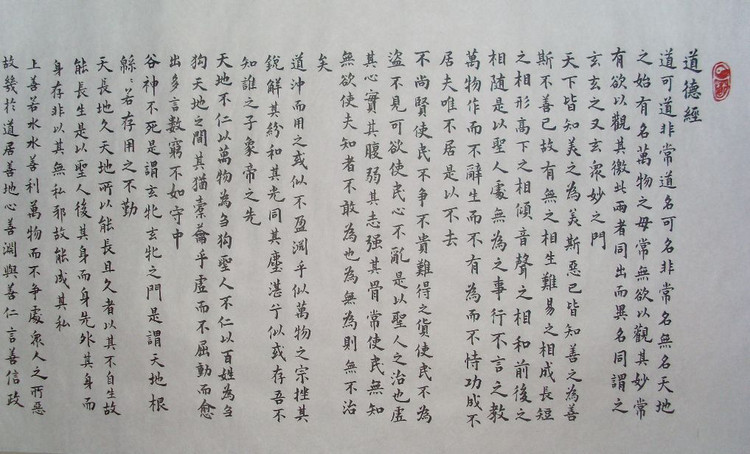 道德經
道可道非常道名可名非常名無名天地
之始有名萬物之母常無欲以觀其妙常
有欲以觀其徼此兩者同出而異名同謂之
玄玄之又玄衆妙之門
天下皆知美之為美斯惡已皆知善之為善
斯不善已故有無之相生難易之相成長短
之相形高下之相傾音聲之相和前後之
相隨是以聖人處無為之事行不言之教
萬物作而不辭生而不有為而不恃功成不
居夫唯不居是以不去
不尚賢使民不爭不貴難得之貨使民不為
盜不見可欲使民心不亂是以聖人之治也虛
其心實其腹弱其志强其骨常使民無知
無欲使夫知者不敢為也為無為則無不治
矣
道沖而用之或似不盈淵乎似萬物之宗挫其
銳解其紛和其光同其塵湛兮似或存吾不
知誰之子象帝之先
天地不仁以萬物為芻狗聖人不仁以百姓為芻
狗天地之間其猶橐籥乎虛而不屈動而愈
出多言數窮不如守中
谷神不死是謂玄牝玄牝之門是謂天地根
緜〻若存用之不勤
天長地久天地所以能長且久者以其不自生故
能長生是以聖人後其身而身先外其身而
身存非以其無私邪故能成其私
上善若水水善利萬物而不爭處衆人之所惡
故幾於道居善地心善淵與善仁言善信政